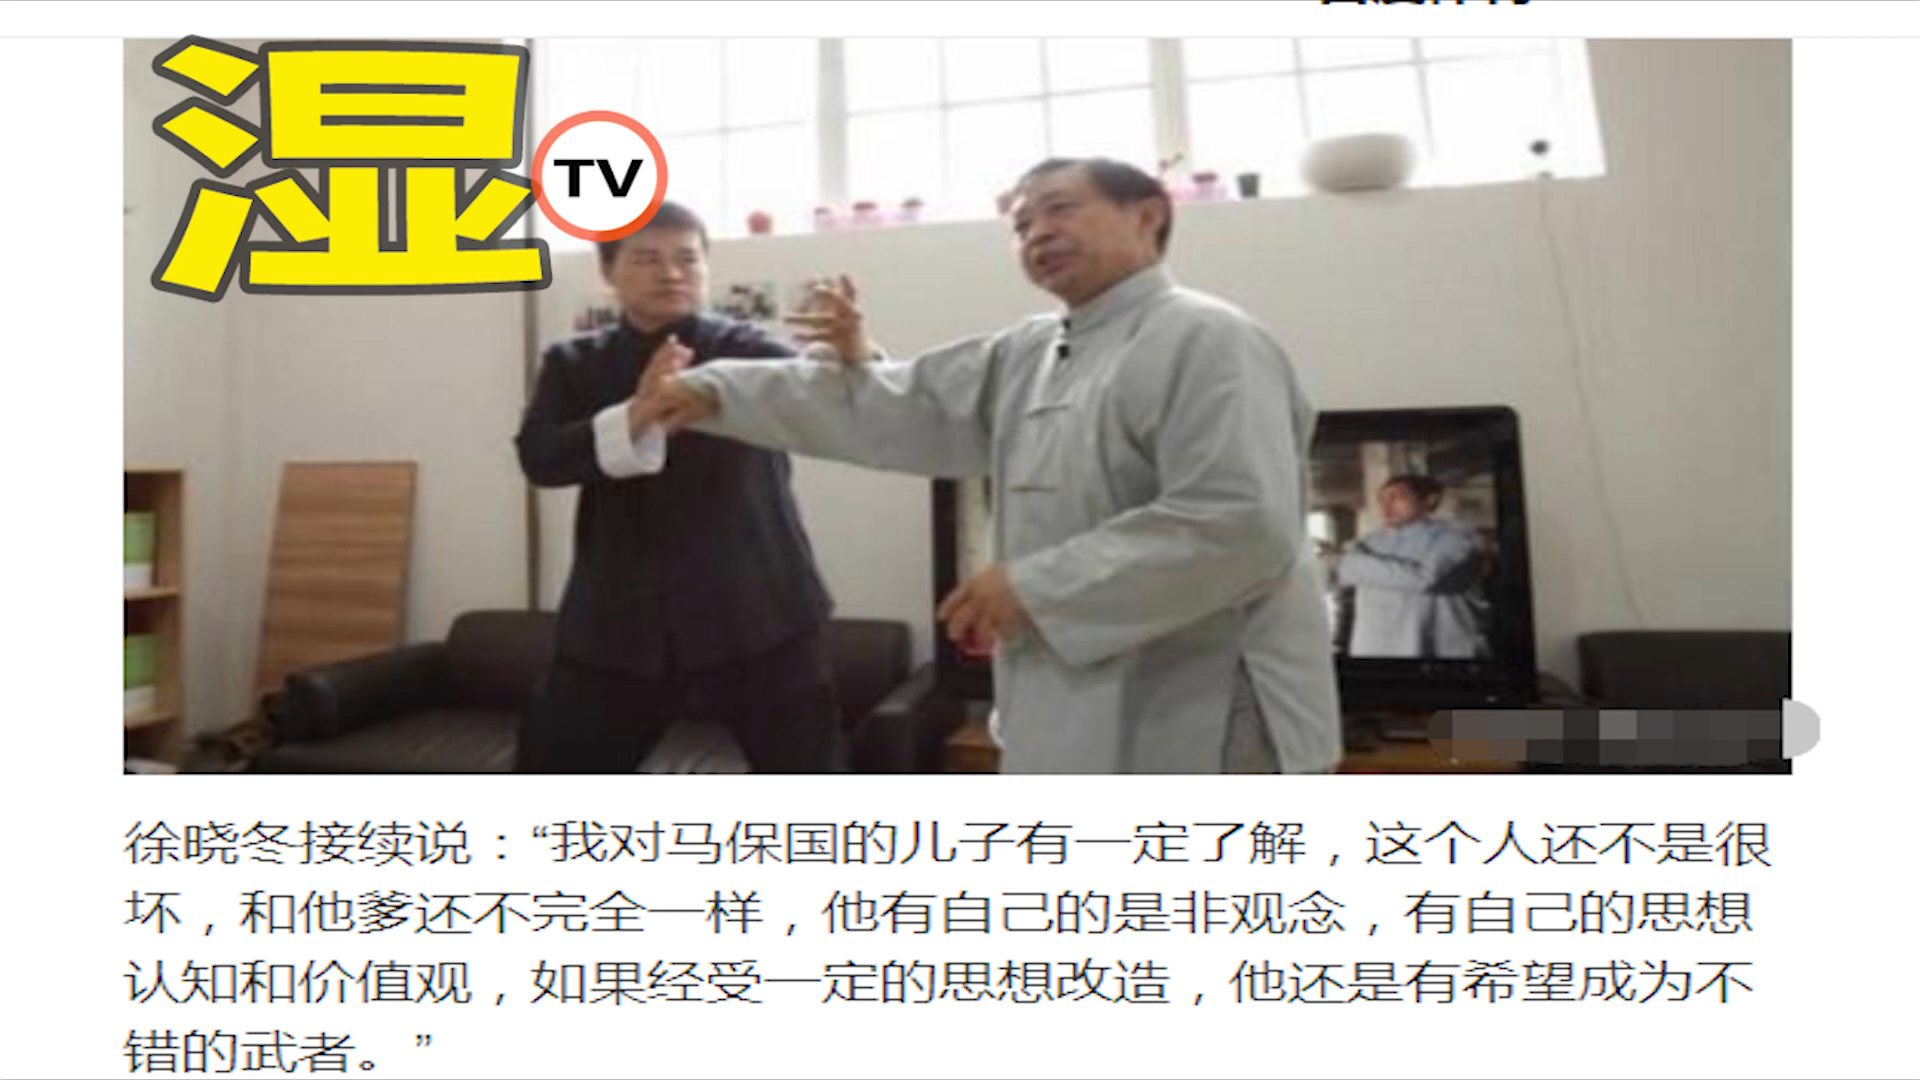 湿
TV
徐晓冬接续说：“我对马保国的儿子有一定了解，这个人还不是很
坏，和他爹还不完全一样，他有自己的是非观念，有自己的思想
认知和价值观，如果经受一定的思想改造，他还是有希望成为不
错的武者。”